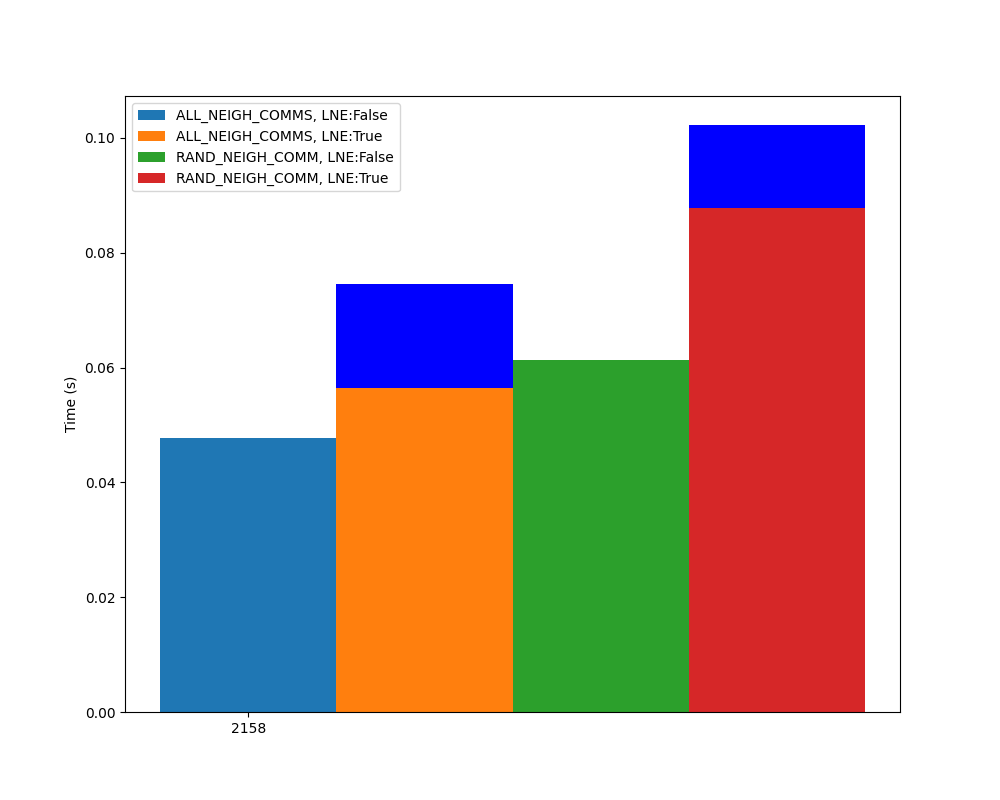 ALL_NEIGH_COMMS, LNE:False
ALL_NEIGH_COMMS, LNE:True
RAND_NEIGH_COMM, LNE:False
RAND_NEIGH_COMM, LNE:True
0.10
0.08
0.06
0.04
0.02
0.00
Time (s)
2158